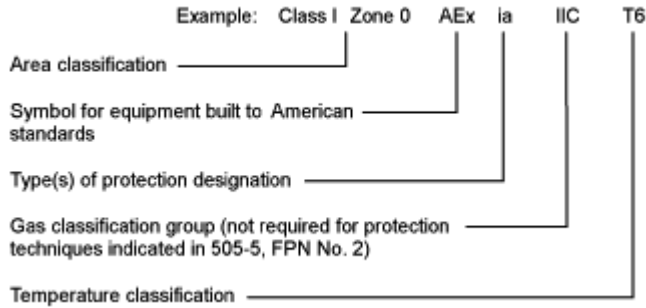 Example: Class I Zone 0 AEx ia IIC T6
Area classification
Symbol for equipment built to American
standards
Type(s) of protection designation
Gas classification group (not required for protection
techniques indicated in 505-5, FPN No. 2)
Temperature classification